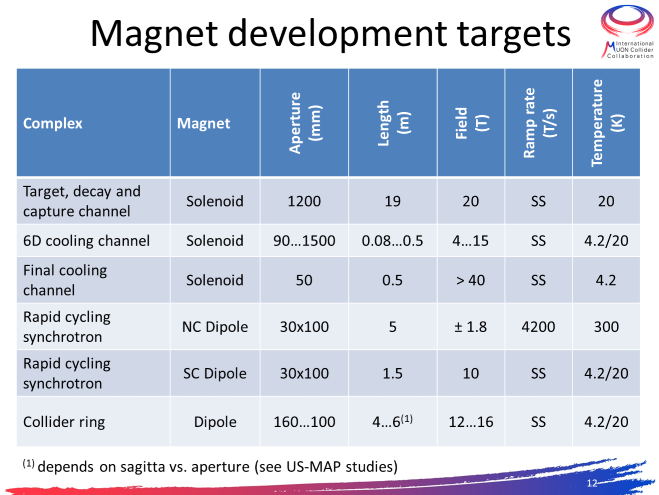 Magnet development targets
International
MUON Collider
Collaboration
Complex Magnet Aperture (mm) Length (m) Field (T) Ramp rate (T/s) Temperature (K)
Target, decay and
capture channel Solenoid 1200 19 20 SS 20
6D cooling channel Solenoid 90...1500 0.08...0.5 4...15 SS 4.2/20
Final cooling
channel Solenoid 50 0.5 > 40 SS 4.2
Rapid cycling
synchrotron NC Dipole 30x100 5 ± 1.8 4200 300
Rapid cycling
synchrotron SC Dipole 30x100 1.5 10 SS 4.2/20
Collider ring Dipole 160...100 4...6(1) 12...16 SS 4.2/20
(1) depends on sagitta vs. aperture (see US-MAP studies)
12